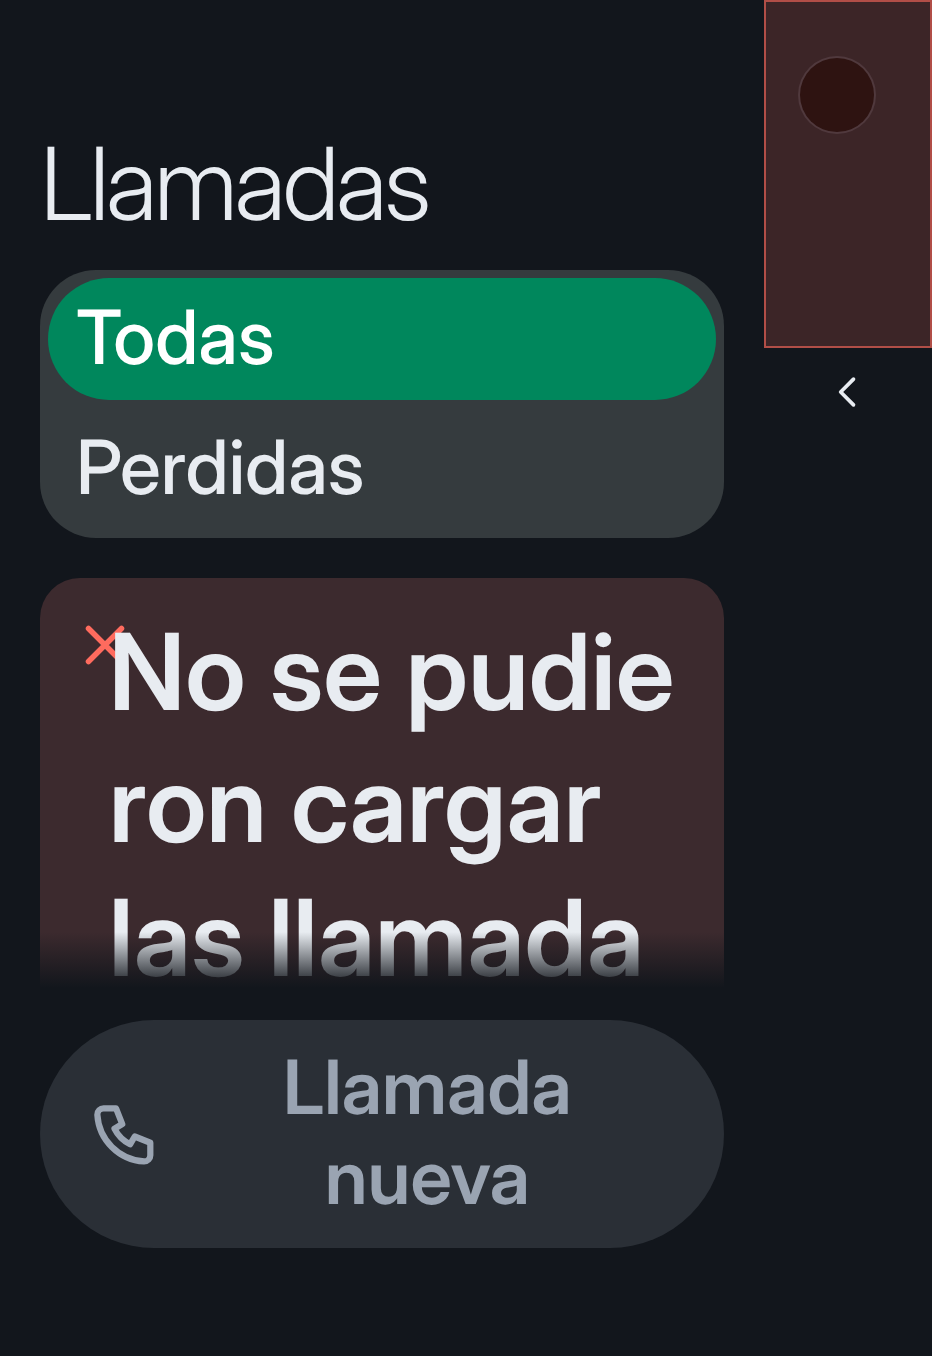 Llamadas
Todas
Perdidas
No se pudie
ron cargar
las llamada
Llamada
nueva